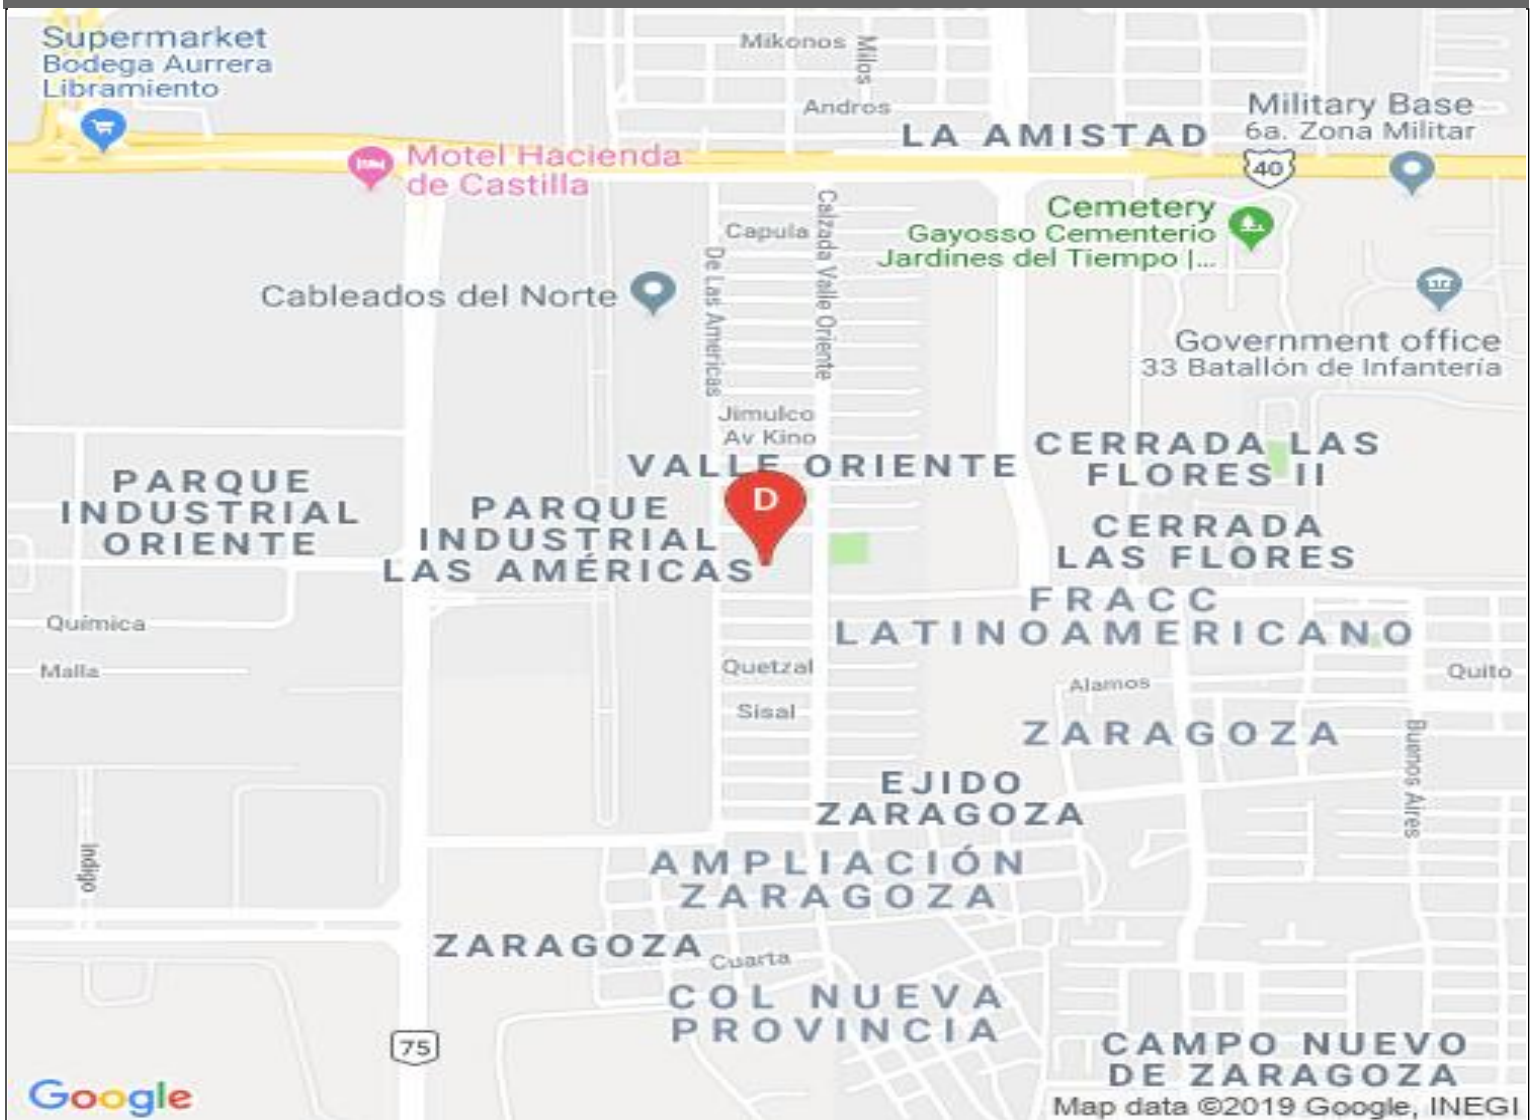 Supermarket
Bodega Aurrera
Libramiento
Mikonos
Milos
Andros
LA AMISTAD
Military Base
6a. Zona Militar
40
Motel Hacienda
de Castilla
Cemetery
Gayosso Cementerio
Jardines del Tiempo |...
Capula
Calzada Valle Oriente
De Las Americas
Cableados del Norte
Government office
33 Batallón de Infantería
Jimulco
Av Kino
VALLE ORIENTE
CERRADA LAS
FLORES II
PARQUE
INDUSTRIAL
ORIENTE
PARQUE
INDUSTRIAL
LAS AMÉRICAS
D
CERRADA
LAS FLORES
FRACC
LATINOAMERICANO
Química
Malla
Quetzal
Sisal
Alamos
Quito
ZARAGOZA
Buenos Aires
EJIDO
ZARAGOZA
Indigo
AMPLIACIÓN
ZARAGOZA
ZARAGOZA
Cuarta
COL NUEVA
PROVINCIA
75
CAMPO NUEVO
DE ZARAGOZA
Google
Map data ©2019 Google, INEGI